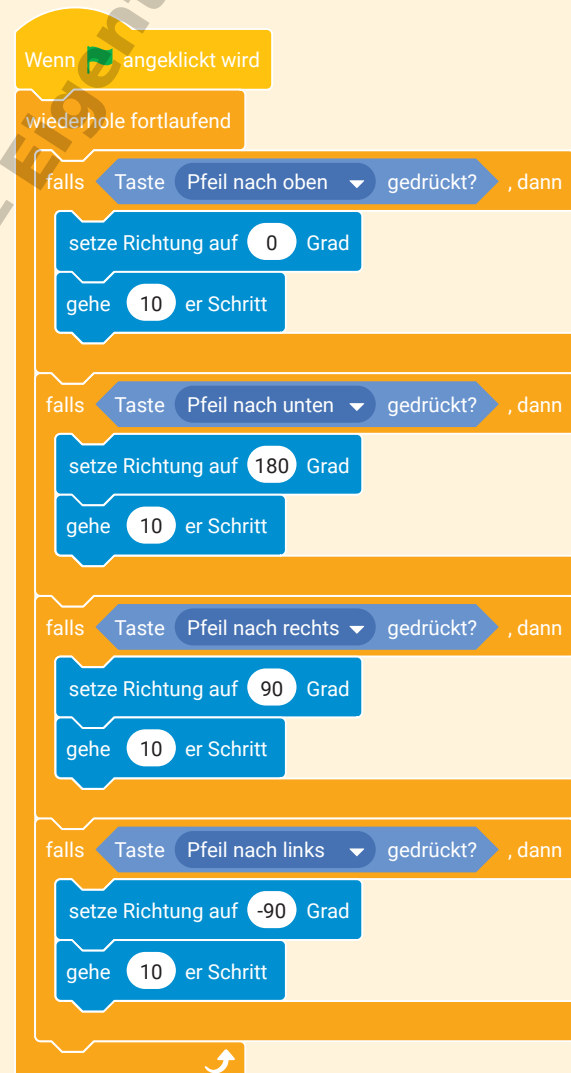 Wenn angeklickt wird
wiederhole fortlaufend
falls Taste Pfeil nach oben gedrückt? , dann
setze Richtung auf 0 Grad
gehe 10 er Schritt
falls Taste Pfeil nach unten gedrückt? , dann
setze Richtung auf 180 Grad
gehe 10 er Schritt
falls Taste Pfeil nach rechts gedrückt? , dann
setze Richtung auf 90 Grad
gehe 10 er Schritt
falls Taste Pfeil nach links gedrückt? , dann
setze Richtung auf -90 Grad
gehe 10 er Schritt